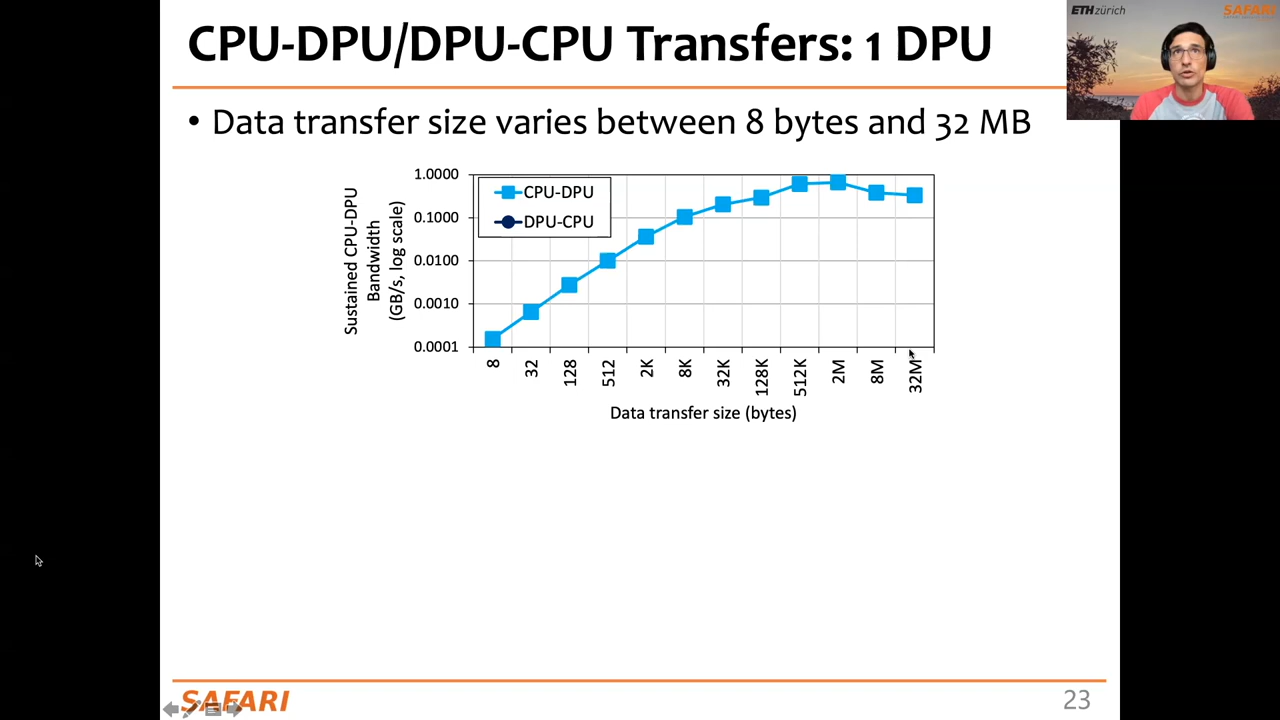 CPU-DPU/DPU-CPU Transfers: 1 DPU
ETH zürich
SAFARI
• Data transfer size varies between 8 bytes and 32 MB
Sustained CPU-DPU
Bandwidth
(GB/s, log scale)
1.0000
0.1000
0.0100
0.0010
0.0001
CPU-DPU
DPU-CPU
8
32
128
512
2K
8K
32K
128K
512K
2M
8M
32M
Data transfer size (bytes)
SAFARI
23